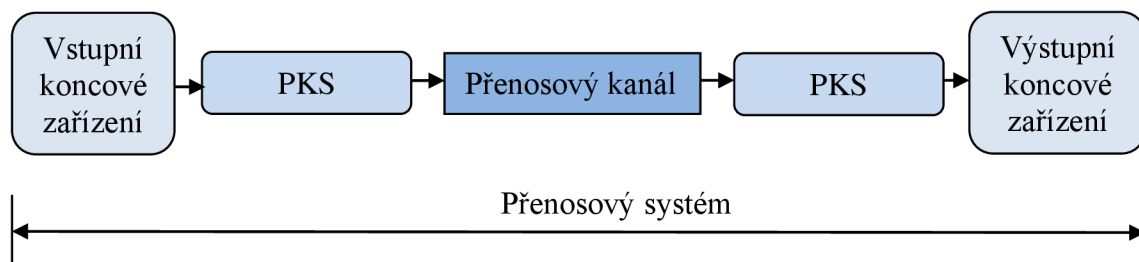 Vstupní
koncové
zařízení
PKS
Přenosový kanál
PKS
Výstupní
koncové
zařízení
Přenosový systém